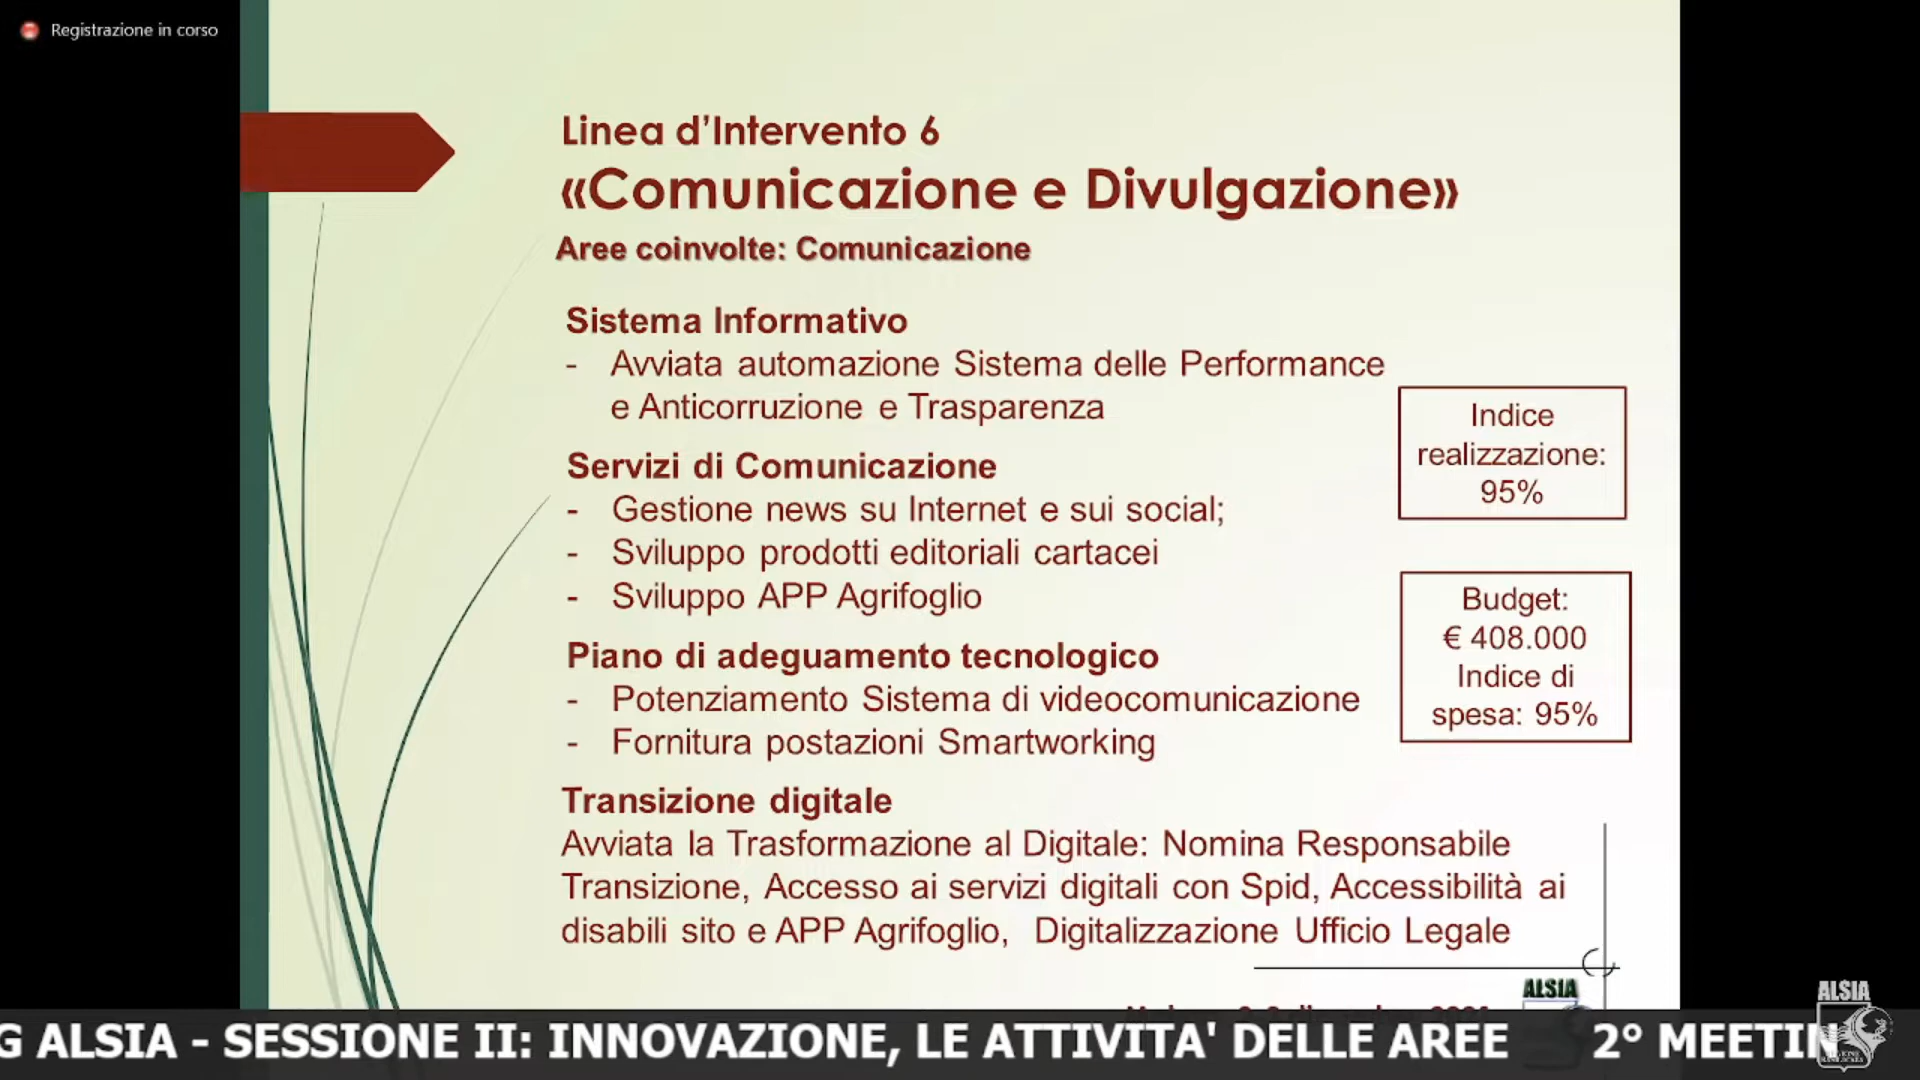 Registrazione in corso
Linea d’Intervento 6
«Comunicazione e Divulgazione»
Aree coinvolte: Comunicazione
Sistema Informativo
- Avviata automazione Sistema delle Performance
e Anticorruzione e Trasparenza
Servizi di Comunicazione
- Gestione news su Internet e sui social;
- Sviluppo prodotti editoriali cartacei
- Sviluppo APP Agrifoglio
Piano di adeguamento tecnologico
- Potenziamento Sistema di videocomunicazione
- Fornitura postazioni Smartworking
Transizione digitale
Avviata la Trasformazione al Digitale: Nomina Responsabile
Transizione, Accesso ai servizi digitali con Spid, Accessibilità ai
disabili sito e APP Agrifoglio, Digitalizzazione Ufficio Legale
Indice
realizzazione:
95%
Budget:
€ 408.000
Indice di
spesa: 95%
ALSIA
G ALSIA - SESSIONE II: INNOVAZIONE, LE ATTIVITA' DELLE AREE 2° MEETIN
ALSIA